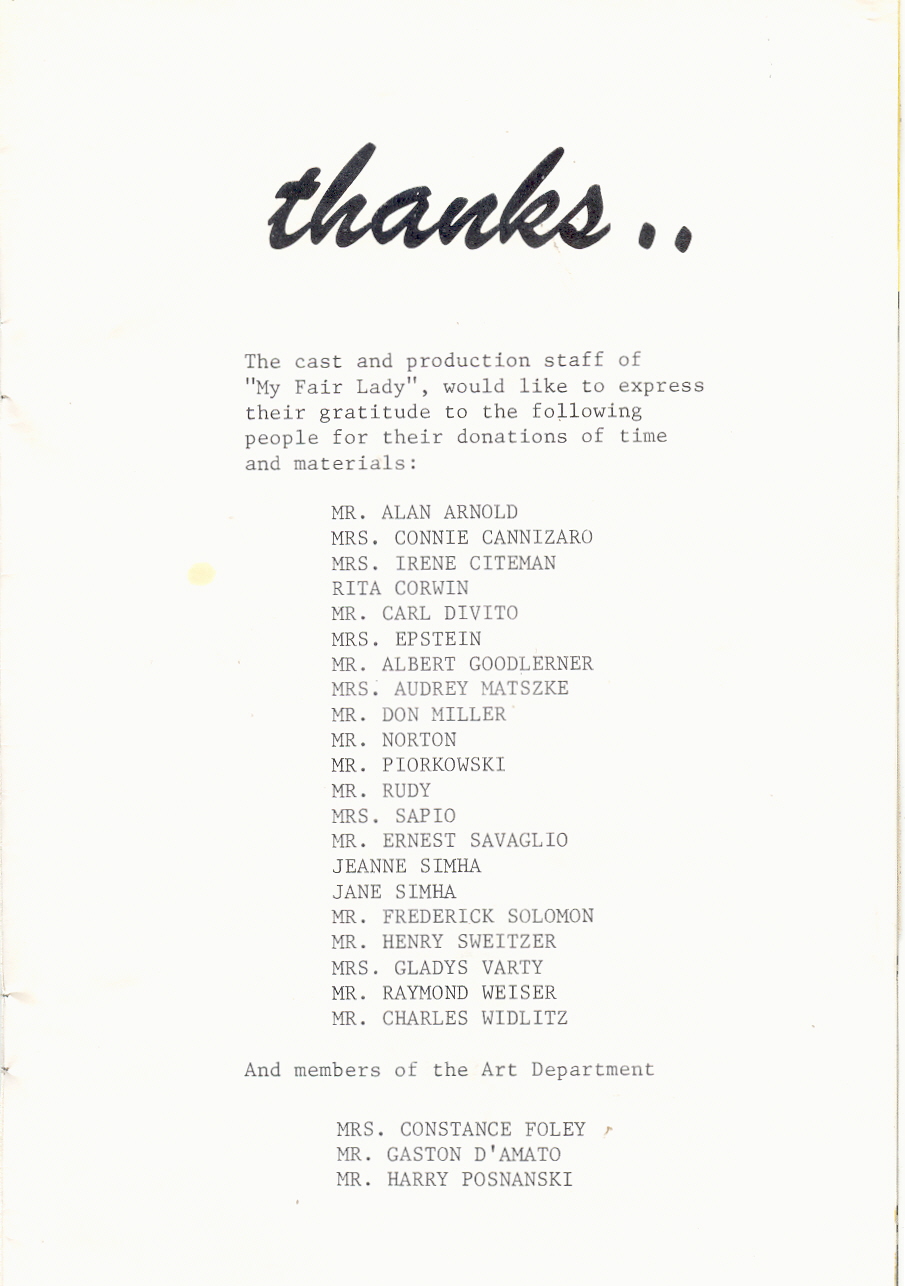 thanks..
The cast and production staff of
"My Fair Lady", would like to express
their gratitude to the following
people for their donations of time
and materials:
MR. ALAN ARNOLD
MRS. CONNIE CANNIZARO
MRS. IRENE CITEMAN
RITA CORWIN
MR. CARL DIVITO
MRS. EPSTEIN
MR. ALBERT GOODLERNER
MRS. AUDREY MATSZKE
MR. DON MILLER
MR. NORTON
MR. PIORKOWSKI
MR. RUDY
MRS. SAPIO
MR. ERNEST SAVAGLIO
JEANNE SIMHA
JANE SIMHA
MR. FREDERICK SOLOMON
MR. HENRY SWEITZER
MRS. GLADYS VARTY
MR. RAYMOND WEISER
MR. CHARLES WIDLITZ
And members of the Art Department
MRS. CONSTANCE FOLEY
MR. GASTON D'AMATO
MR. HARRY POSNANSKI